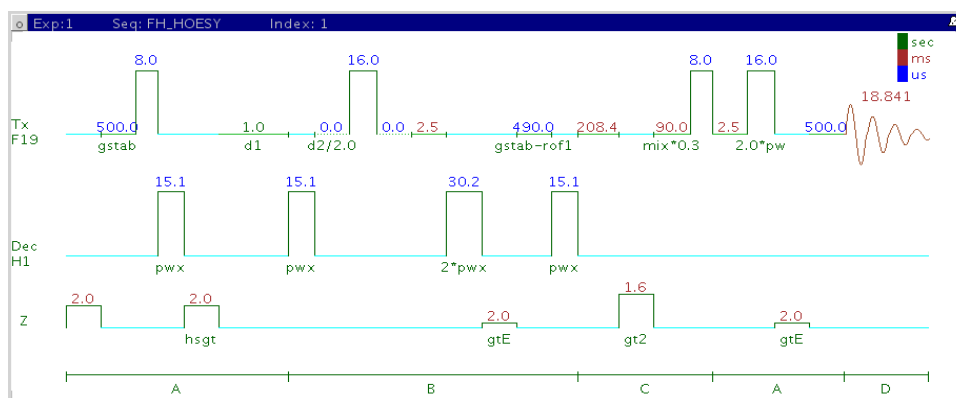 Exp:1 Seq: FH_HOESY Index: 1
sec
ms
us
Tx
F19
8.0 16.0 8.0 16.0 18.841
500.0 1.0 0.0 0.0 2.5 490.0 208.4 90.0 2.5 500.0
gstab d1 d2/2.0 gstab-rof1 mix*0.3 2.0*pw
Dec
H1
15.1 15.1 30.2 15.1
pwx pwx 2*pwx pwx
Z
2.0 2.0 2.0 1.6 2.0
hsgt gtE gt2 gtE
A B C A D